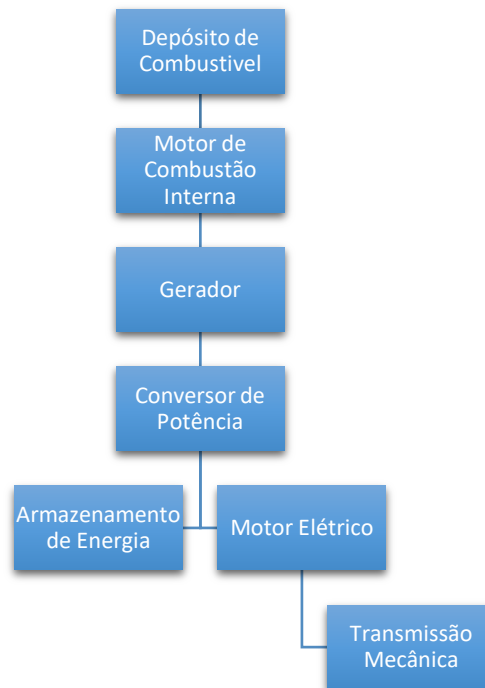 Depósito de
Combustivel
Motor de
Combustão
Interna
Gerador
Conversor de
Potência
Armazenamento
de Energia
Motor Elétrico
Transmissão
Mecânica